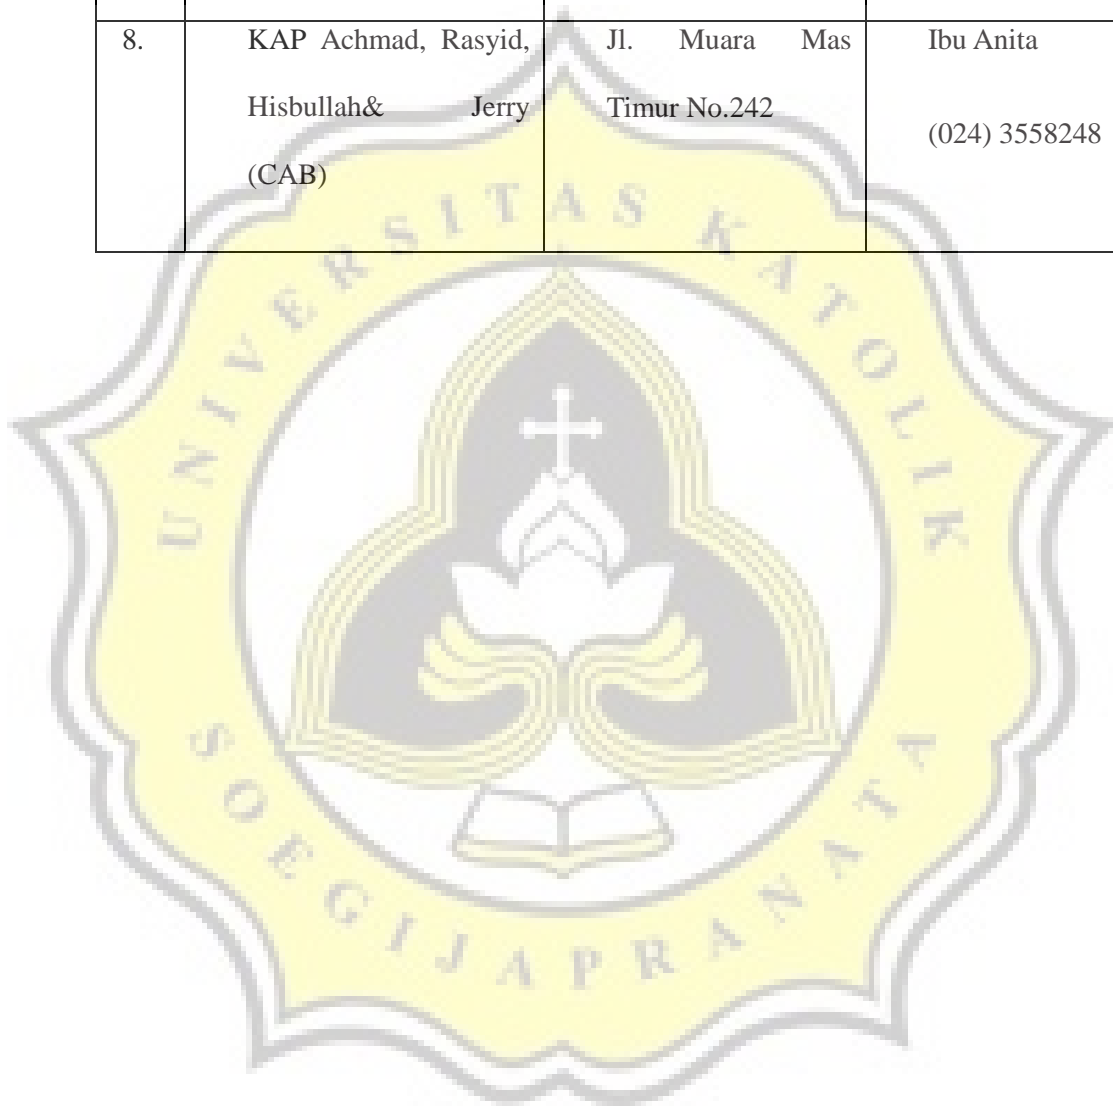 8.
KAP Achmad, Rasyid,
Hisbullah& Jerry
(CAB)
Jl. Muara Mas
Timur No.242
Ibu Anita
(024) 3558248
UNIVERSITAS KATOLIK
SOEGIJAPRANATA